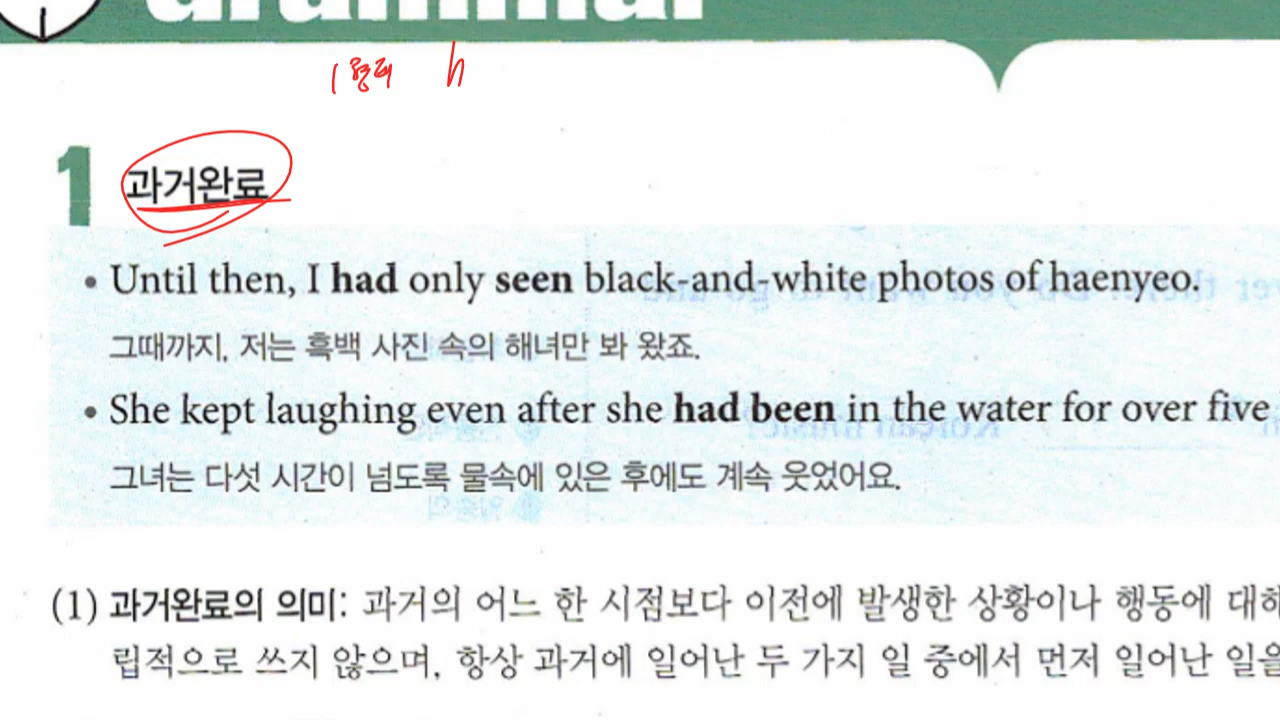 grammar
1 형태 h
1 과거완료
• Until then, I had only seen black-and-white photos of haenyeo.
그때까지, 저는 흑백 사진 속의 해녀만 봐 왔죠.
• She kept laughing even after she had been in the water for over five
그녀는 다섯 시간이 넘도록 물속에 있은 후에도 계속 웃었어요.
(1) 과거완료의 의미: 과거의 어느 한 시점보다 이전에 발생한 상황이나 행동에 대해
립적으로 쓰지 않으며, 항상 과거에 일어난 두 가지 일 중에서 먼저 일어난 일을